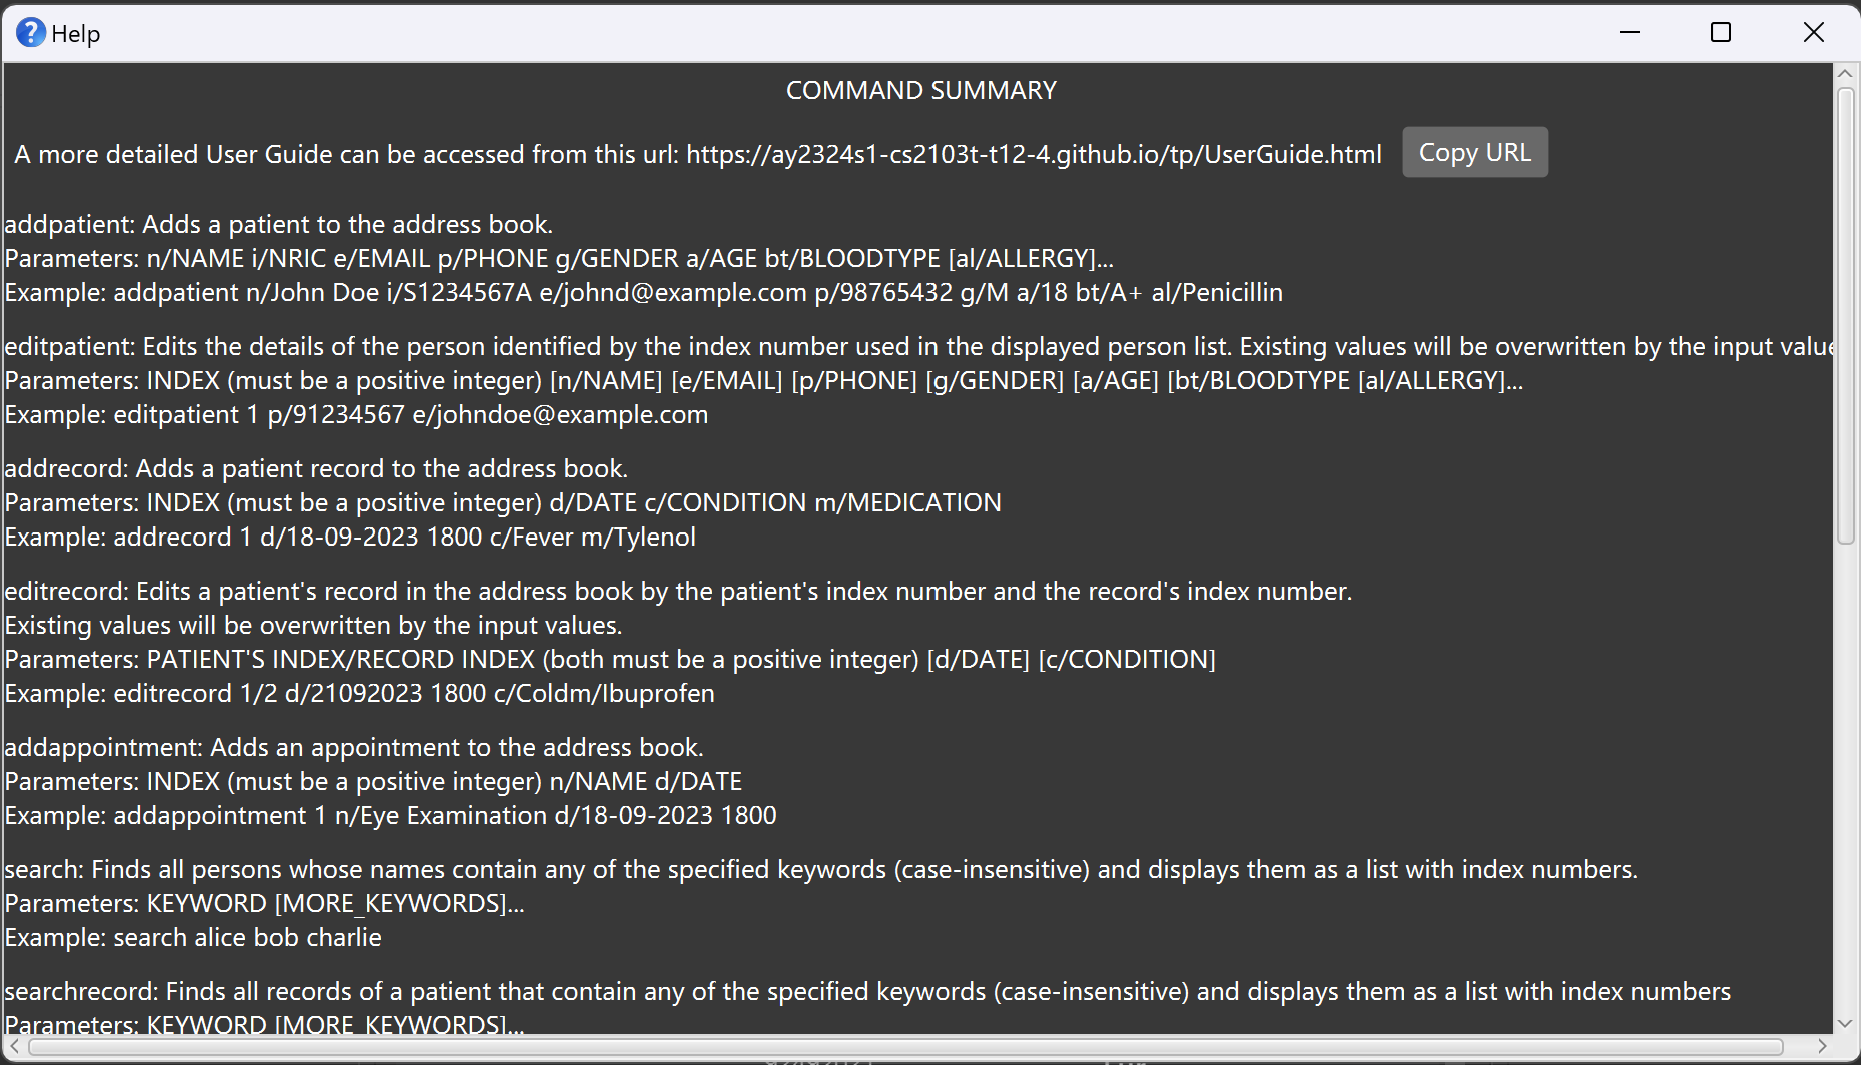 Help
COMMAND SUMMARY
A more detailed User Guide can be accessed from this url: https://ay2324s1-cs2103t-t12-4.github.io/tp/UserGuide.html Copy URL
addpatient: Adds a patient to the address book.
Parameters: n/NAME i/NRIC e/EMAIL p/PHONE g/GENDER a/AGE bt/BLOODTYPE [al/ALLERGY]...
Example: addpatient n/John Doe i/S1234567A e/johnd@example.com p/98765432 g/M a/18 bt/A+ al/Penicillin
editpatient: Edits the details of the person identified by the index number used in the displayed person list. Existing values will be overwritten by the input value
Parameters: INDEX (must be a positive integer) [n/NAME] [e/EMAIL] [p/PHONE] [g/GENDER] [a/AGE] [bt/BLOODTYPE [al/ALLERGY]...
Example: editpatient 1 p/91234567 e/johndoe@example.com
addrecord: Adds a patient record to the address book.
Parameters: INDEX (must be a positive integer) d/DATE c/CONDITION m/MEDICATION
Example: addrecord 1 d/18-09-2023 1800 c/Fever m/Tylenol
editrecord: Edits a patient's record in the address book by the patient's index number and the record's index number.
Existing values will be overwritten by the input values.
Parameters: PATIENT'S INDEX/RECORD INDEX (both must be a positive integer) [d/DATE] [c/CONDITION]
Example: editrecord 1/2 d/21092023 1800 c/Coldm/Ibuprofen
addappointment: Adds an appointment to the address book.
Parameters: INDEX (must be a positive integer) n/NAME d/DATE
Example: addappointment 1 n/Eye Examination d/18-09-2023 1800
search: Finds all persons whose names contain any of the specified keywords (case-insensitive) and displays them as a list with index numbers.
Parameters: KEYWORD [MORE_KEYWORDS]...
Example: search alice bob charlie
searchrecord: Finds all records of a patient that contain any of the specified keywords (case-insensitive) and displays them as a list with index numbers
Parameters: KEYWORD [MORE_KEYWORDS]...